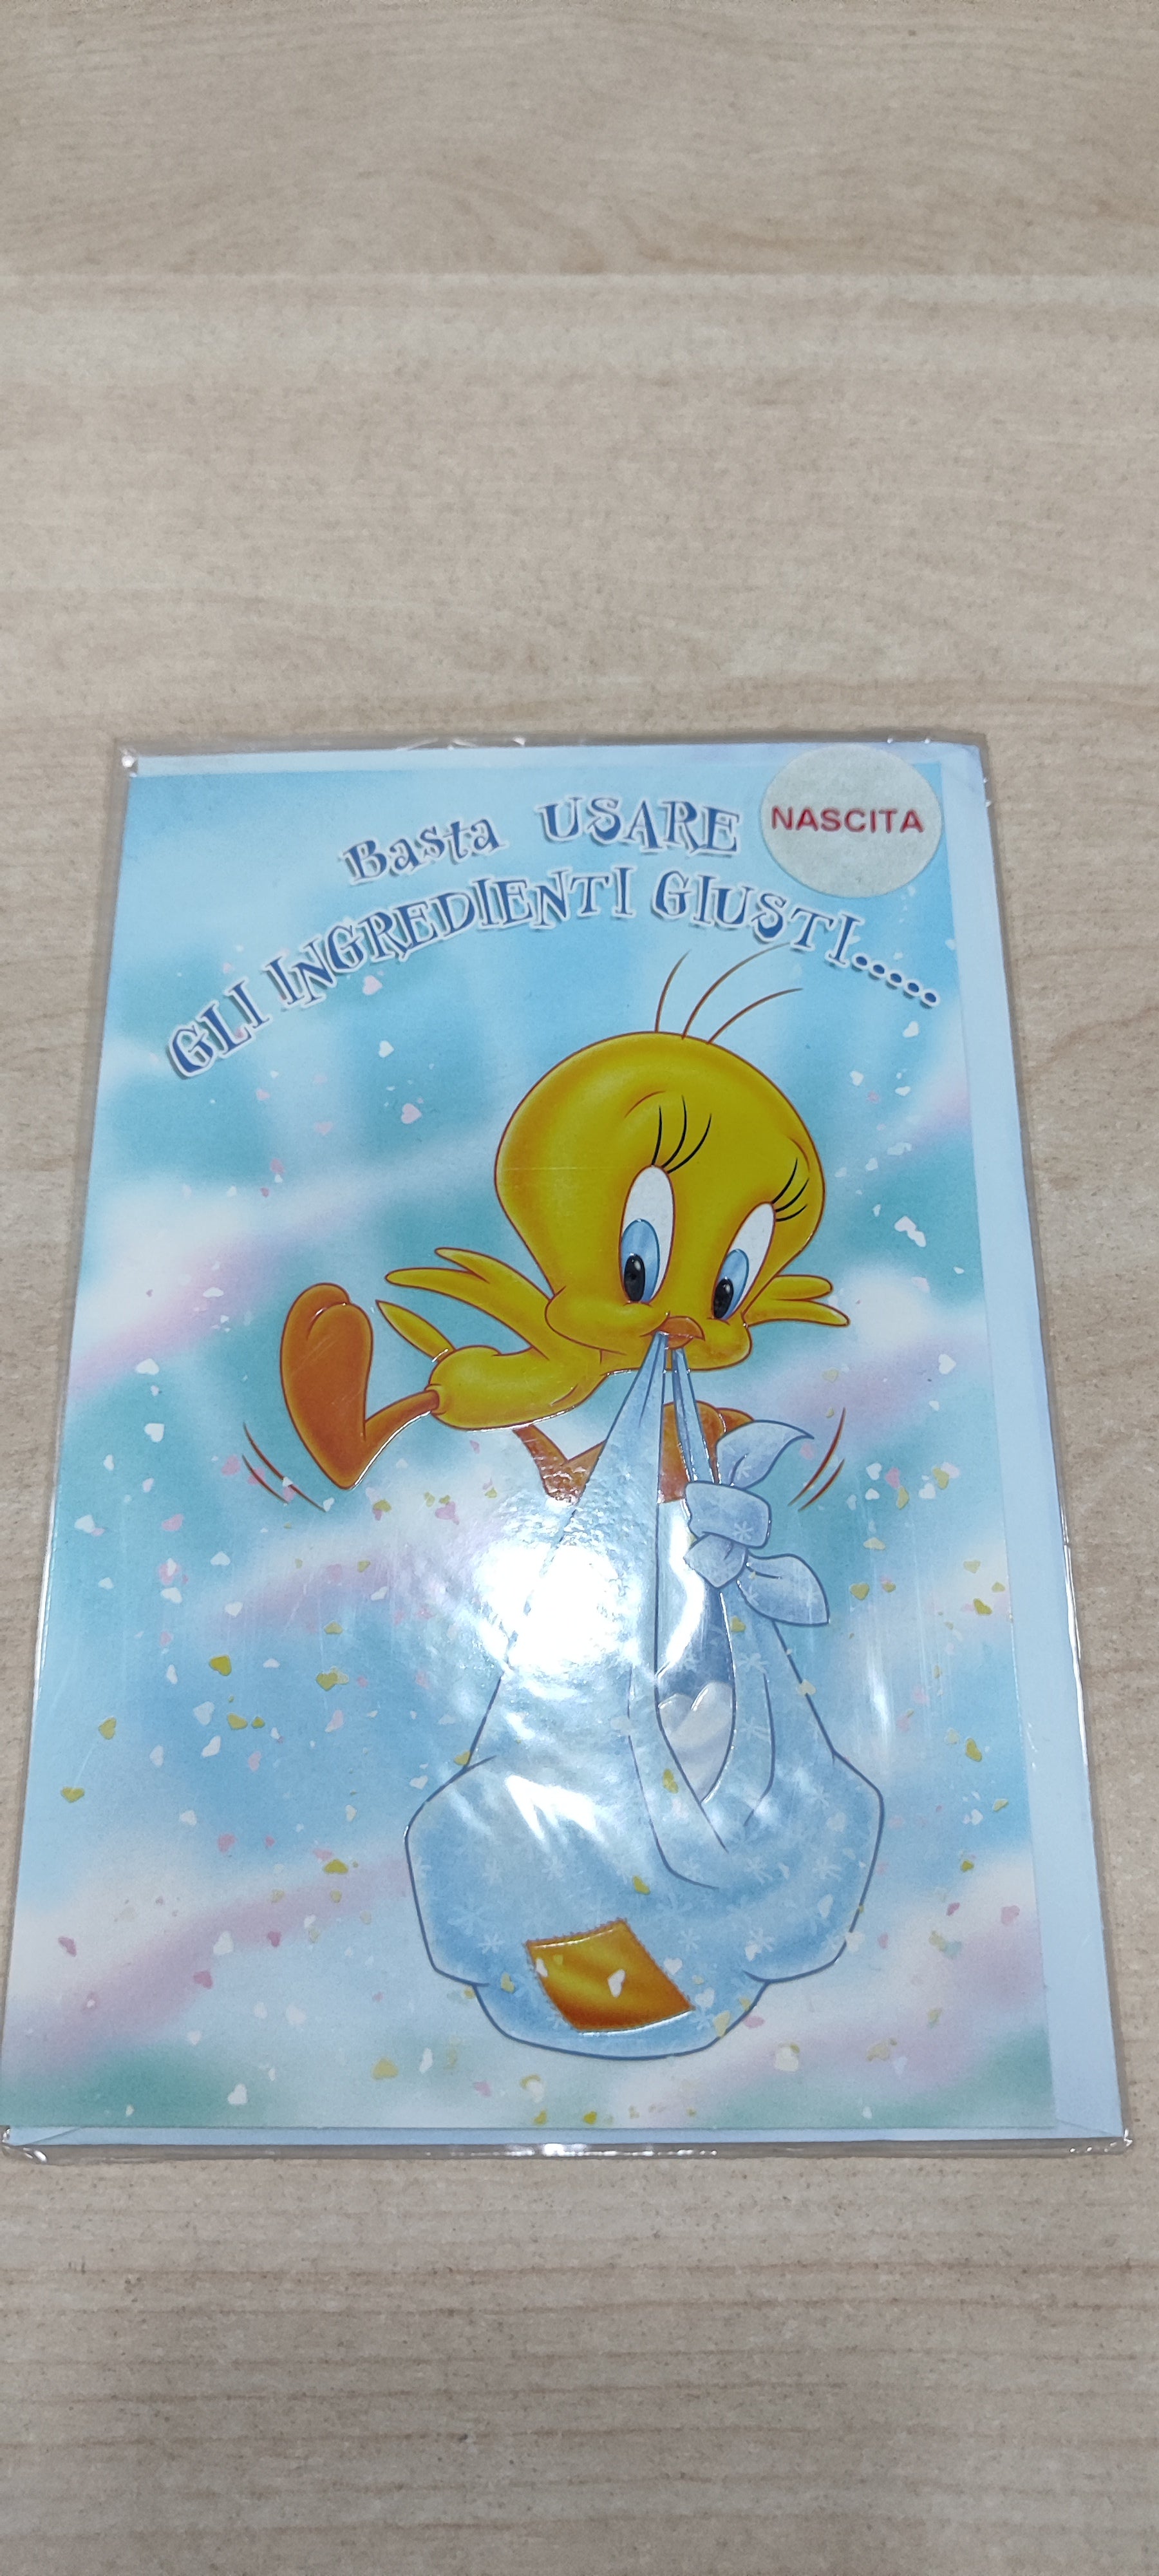 Basta USARE
GLI INGREDIENTI GIUSTI.....
NASCITA